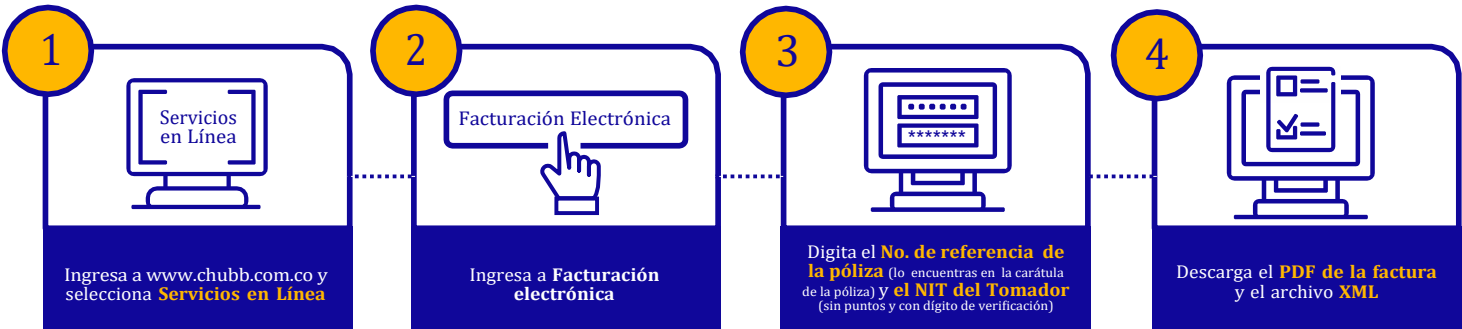 1
Servicios
en Línea
Ingresa a www.chubb.com.co y
selecciona Servicios en Línea
2
Facturación Electrónica
Ingresa a Facturación
electrónica
3
*******
Digita el No. de referencia de
la póliza (lo encuentras en la carátula
de la póliza) y el NIT del Tomador
(sin puntos y con dígito de verificación)
4
Descarga el PDF de la factura
y el archivo XML